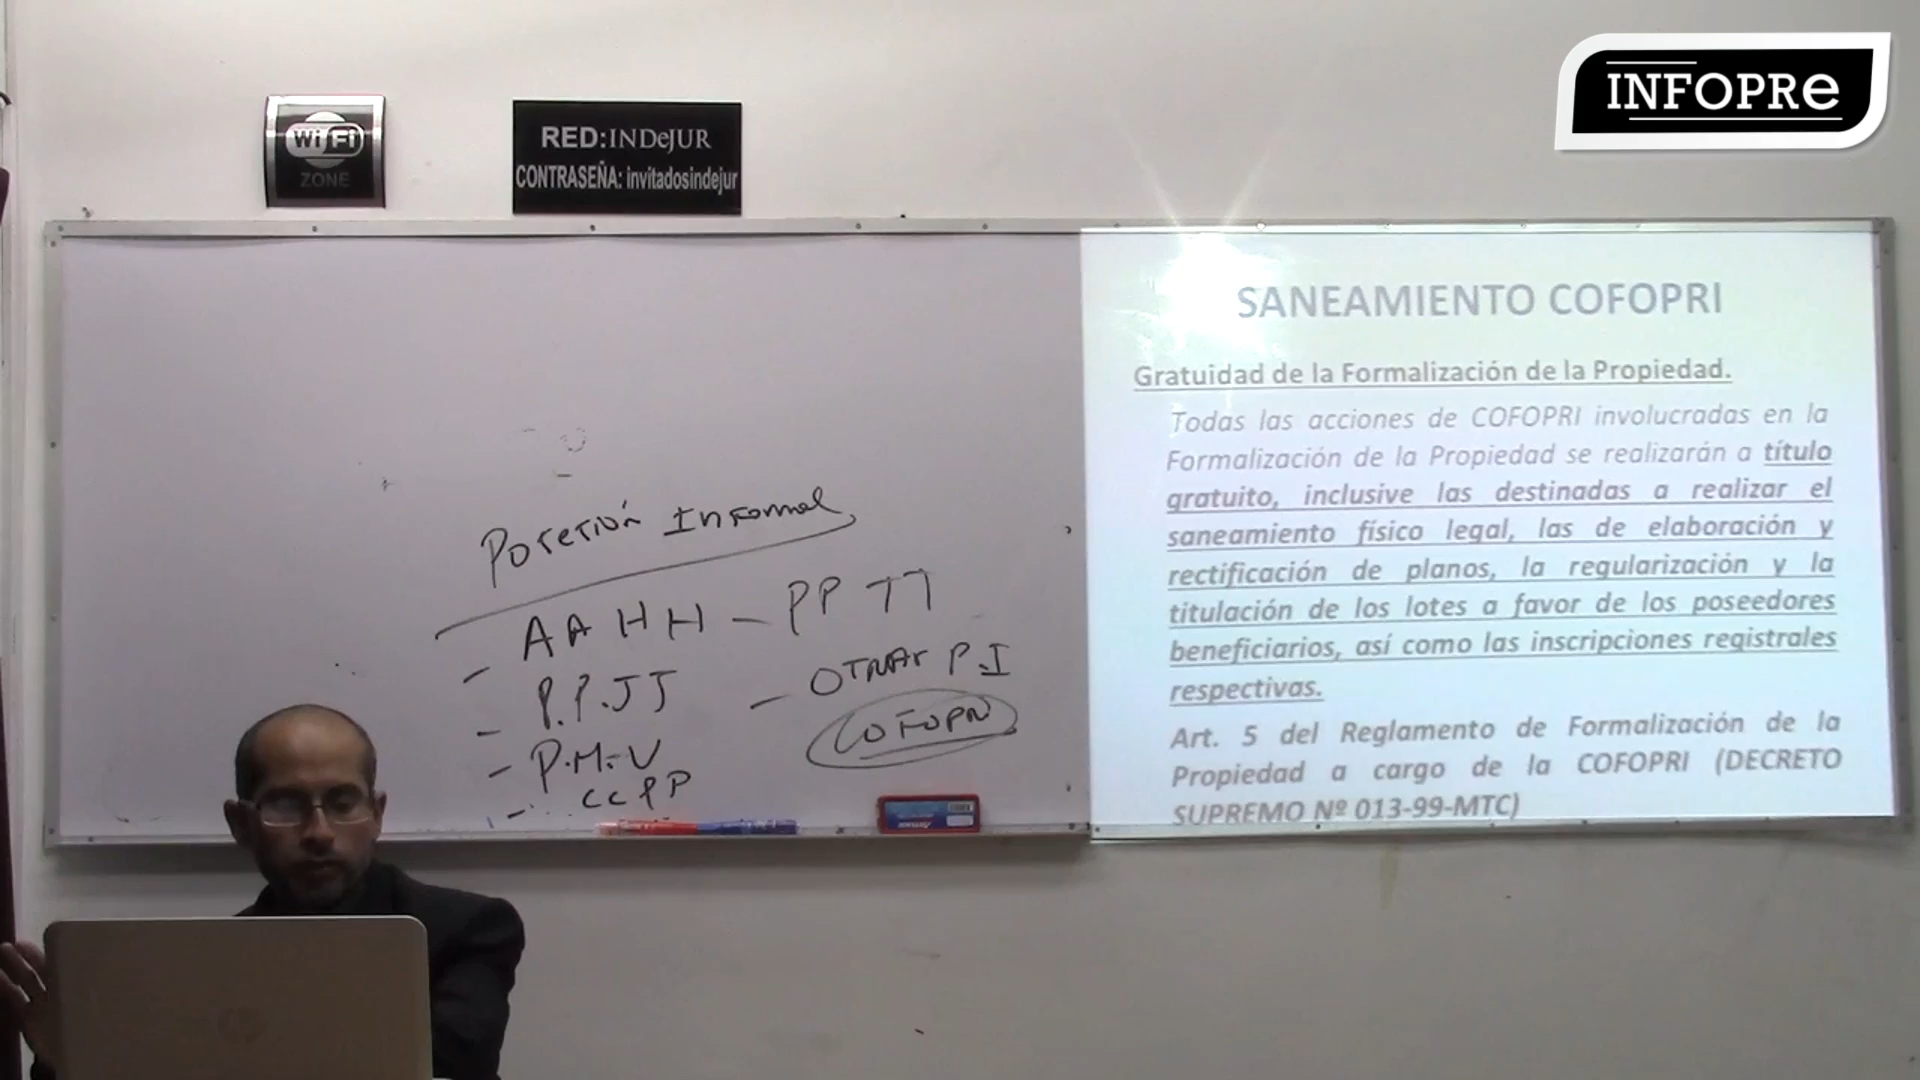 INFOPRe
Wi Fi
ZONE
RED:INDeJUR
CONTRASEÑA: invitadosindejur
SANEAMIENTO COFOPRI
Gratuidad de la Formalización de la Propiedad.
Todas las acciones de COFOPRI involucradas en la
Formalización de la Propiedad se realizarán a título
gratuito, inclusive las destinadas a realizar el
saneamiento físico legal, las de elaboración y
rectificación de planos, la regularización y la
titulación de los lotes a favor de los poseedores
beneficiarios, así como las inscripciones registrales
respectivas.
Art. 5 del Reglamento de Formalización de la
Propiedad a cargo de la COFOPRI (DECRETO
SUPREMO Nº 013-99-MTC)
Posesión Informal
- AAHH
- P.P.JJ
- P.M.V
- CCPP
- PPTT
- OTRAS P.I
COFOPRI